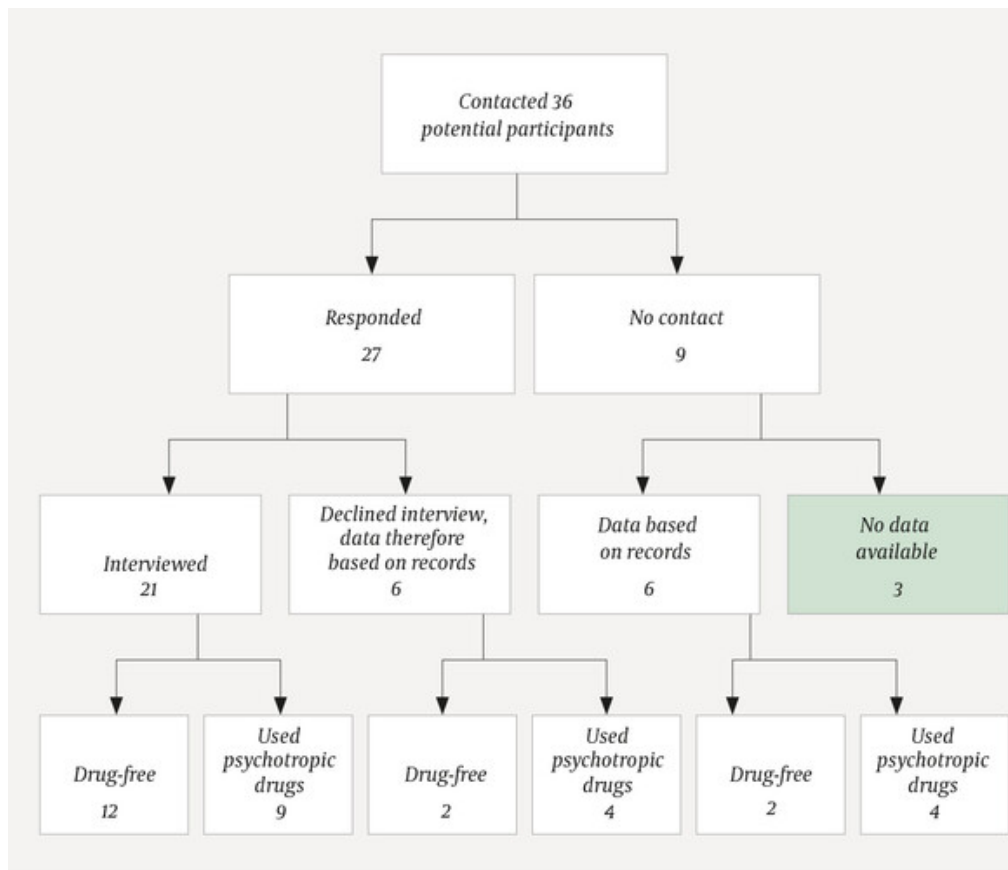 Contacted 36
potential participants
Responded
27
No contact
9
Interviewed
21
Declined interview,
data therefore
based on records
6
Data based
on records
6
No data
available
3
Drug-free
12
Used
psychotropic
drugs
9
Drug-free
2
Used
psychotropic
drugs
4
Drug-free
2
Used
psychotropic
drugs
4